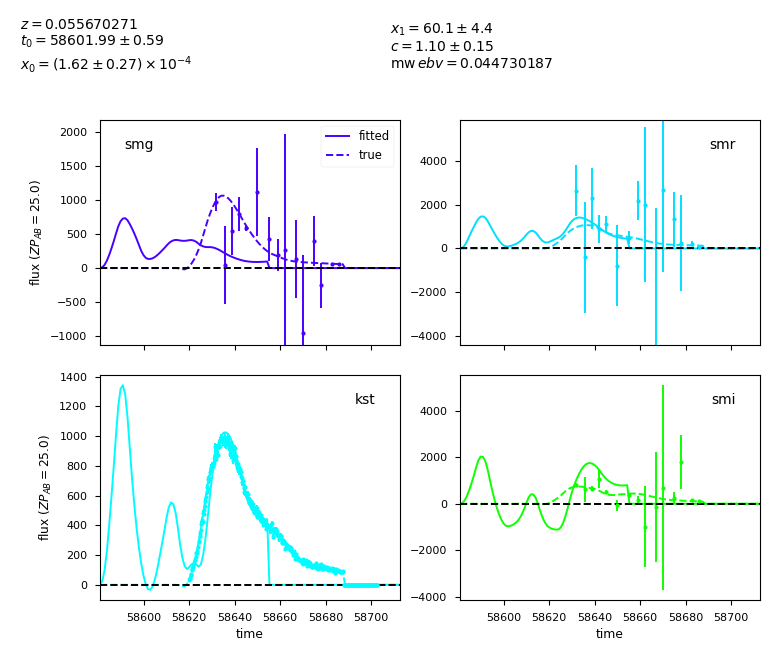 z = 0.055670271
t₀ = 58601.99 ± 0.59
x₀ = (1.62 ± 0.27) × 10⁻⁴
x₁ = 60.1 ± 4.4
c = 1.10 ± 0.15
mw ebv = 0.044730187
smg
fitted
true
2000
1500
1000
500
0
−500
−1000
flux (ZP_AB = 25.0)
smr
4000
2000
0
−2000
−4000
kst
1400
1200
1000
800
600
400
200
0
flux (ZP_AB = 25.0)
58600 58620 58640 58660 58680 58700
time
smi
4000
2000
0
−2000
−4000
58600 58620 58640 58660 58680 58700
time